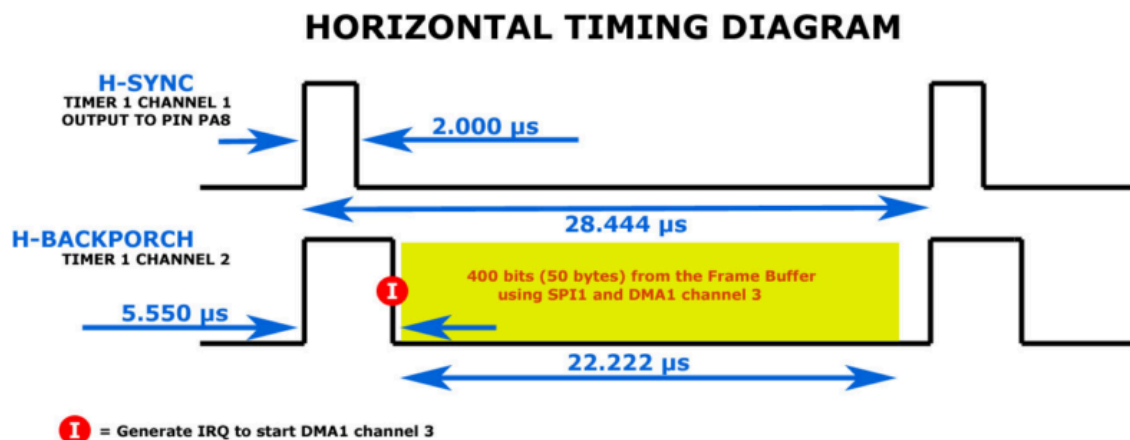 HORIZONTAL TIMING DIAGRAM
H-SYNC
TIMER 1 CHANNEL 1
OUTPUT TO PIN PA8
2.000 µs
28.444 µs
H-BACKPORCH
TIMER 1 CHANNEL 2
400 bits (50 bytes) from the Frame Buffer
using SPI1 and DMA1 channel 3
I
5.550 µs
22.222 µs
I = Generate IRQ to start DMA1 channel 3